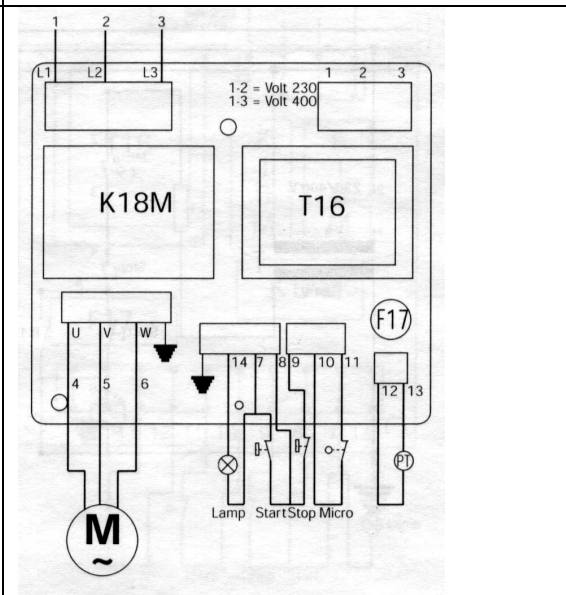 1 2 3
L1 L2 L3
1 2 3
1-2 = Volt 230
1-3 = Volt 400
K18M
T16
F17
U V W
14 7 8 9 10 11
12 13
4 5 6
PT
Lamp Start Stop Micro
M
~